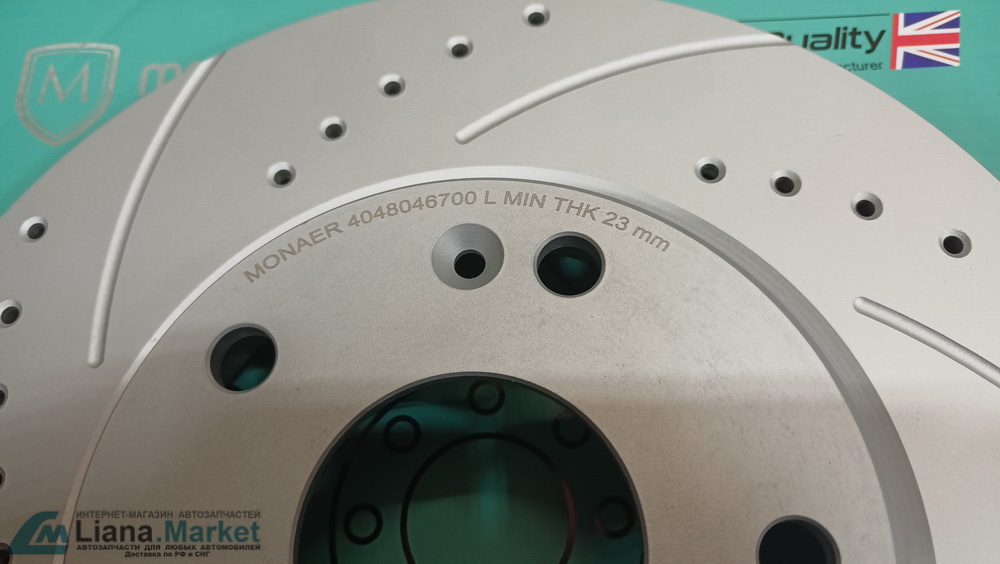 M
Quality
MONAER 4048046700 L MIN THK 23 mm
ИНТЕРНЕТ-МАГАЗИН АВТОЗАПЧАСТЕЙ
Liana.Market
АВТОЗАПЧАСТИ ДЛЯ ЛЮБЫХ АВТОМОБИЛЕЙ
Доставка по РФ и СНГ